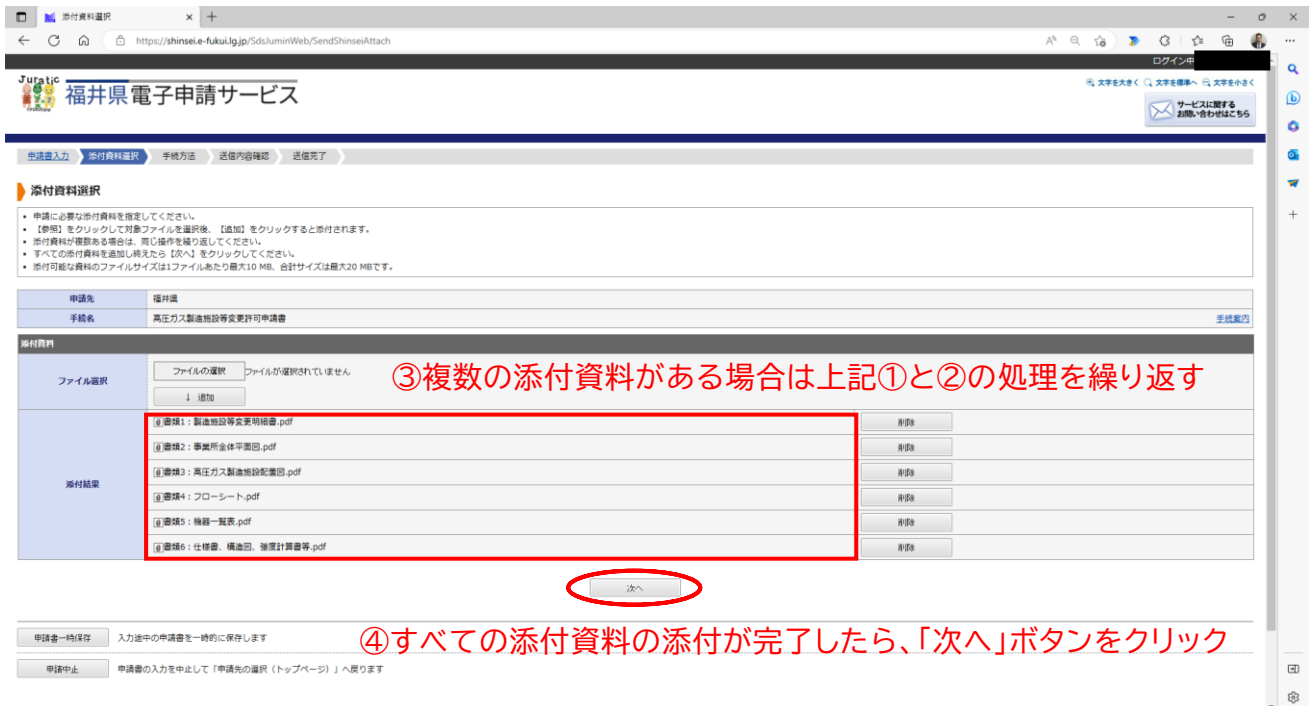 添付資料選択
https://shinsei.e-fukui.lg.jp/SdsJuminWeb/SendShinseiAttach
ログイン中
Juratic
福井県電子申請サービス
文字を大きく 文字を標準へ 文字を小さく
サービスに関する
お問い合わせはこちら
申請書入力 添付資料選択 手続方法 送信内容確認 送信完了
添付資料選択
• 申請に必要な添付資料を指定してください。
• 【参照】をクリックして対象ファイルを選択後、【追加】をクリックすると添付されます。
• 添付資料が複数ある場合は、同じ操作を繰り返してください。
• すべての添付資料を追加し終えたら【次へ】をクリックしてください。
• 添付可能な資料のファイルサイズは1ファイルあたり最大10 MB、合計サイズは最大20 MBです。
申請先 福井県
手続名 高圧ガス製造施設等変更許可申請書 手続案内
添付資料
ファイル選択 ファイルの選択 ファイルが選択されていません
↓ 追加
③複数の添付資料がある場合は上記①と②の処理を繰り返す
添付結果
書類1：製造施設等変更明細書.pdf 削除
書類2：事業所全体平面図.pdf 削除
書類3：高圧ガス製造施設配置図.pdf 削除
書類4：フローシート.pdf 削除
書類5：機器一覧表.pdf 削除
書類6：仕様書、構造図、強度計算書等.pdf 削除
次へ
申請書一時保存 入力途中の申請書を一時的に保存します
④すべての添付資料の添付が完了したら、「次へ」ボタンをクリック
申請中止 申請書の入力を中止して「申請先の選択（トップページ）」へ戻ります